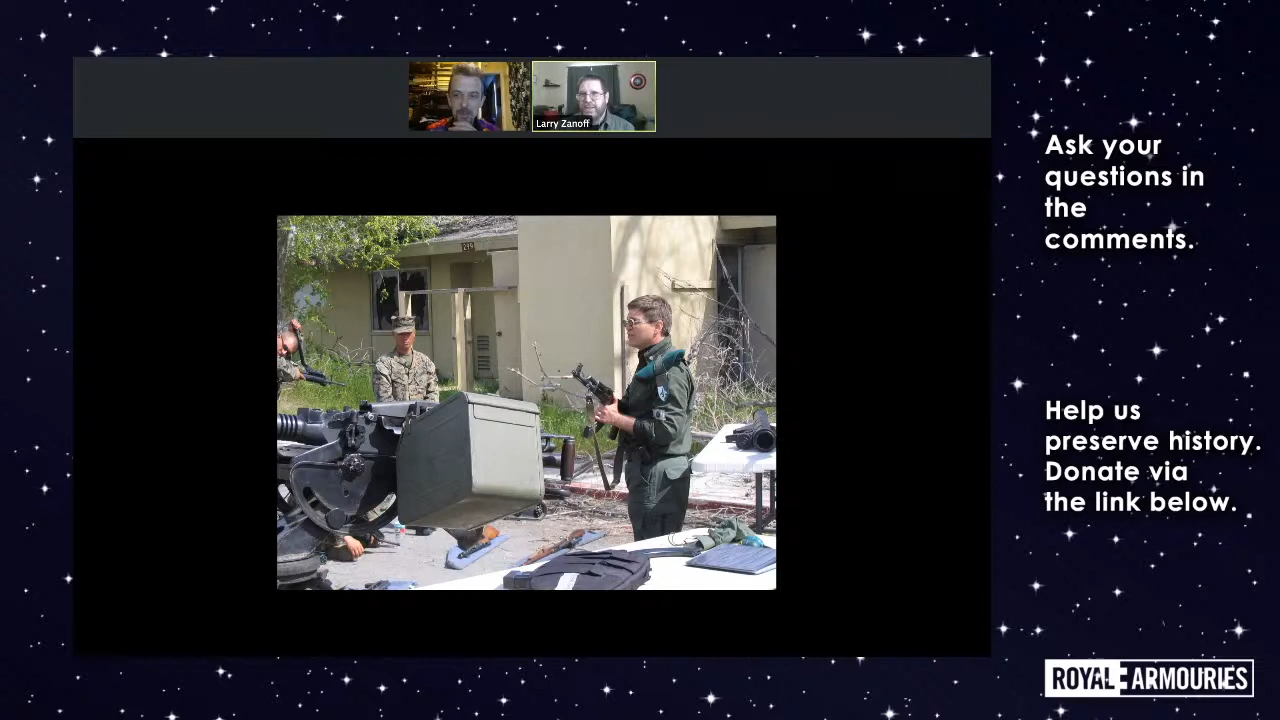 Larry Zanoff
299
Ask your
questions in
the
comments.
Help us
preserve history.
Donate via
the link below.
ROYAL ARMOURIES